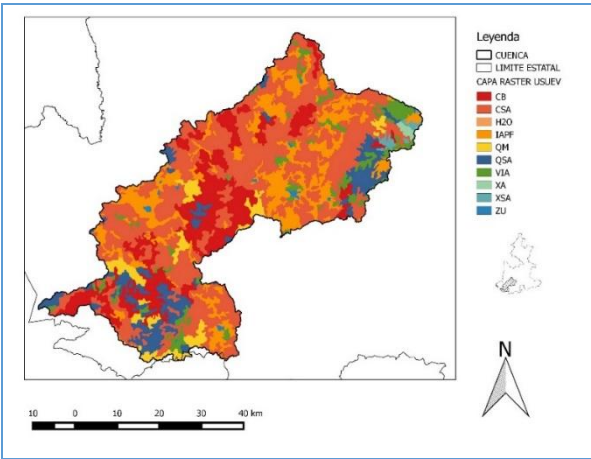 Leyenda
CUENCA
LIMITE ESTATAL
CAPA RASTER USUEV
CB
CSA
H2O
IAPF
QM
QSA
VIA
XA
XSA
ZU
N
10 0 10 20 30 40 km